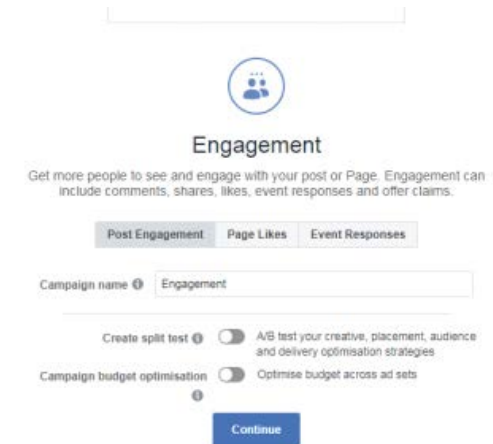 Engagement
Get more people to see and engage with your post or Page. Engagement can
include comments, shares, likes, event responses and offer claims.
Post Engagement Page Likes Event Responses
Campaign name Engagement
Create split test A/B test your creative, placement, audience
and delivery optimisation strategies
Campaign budget optimisation Optimise budget across ad sets
Continue